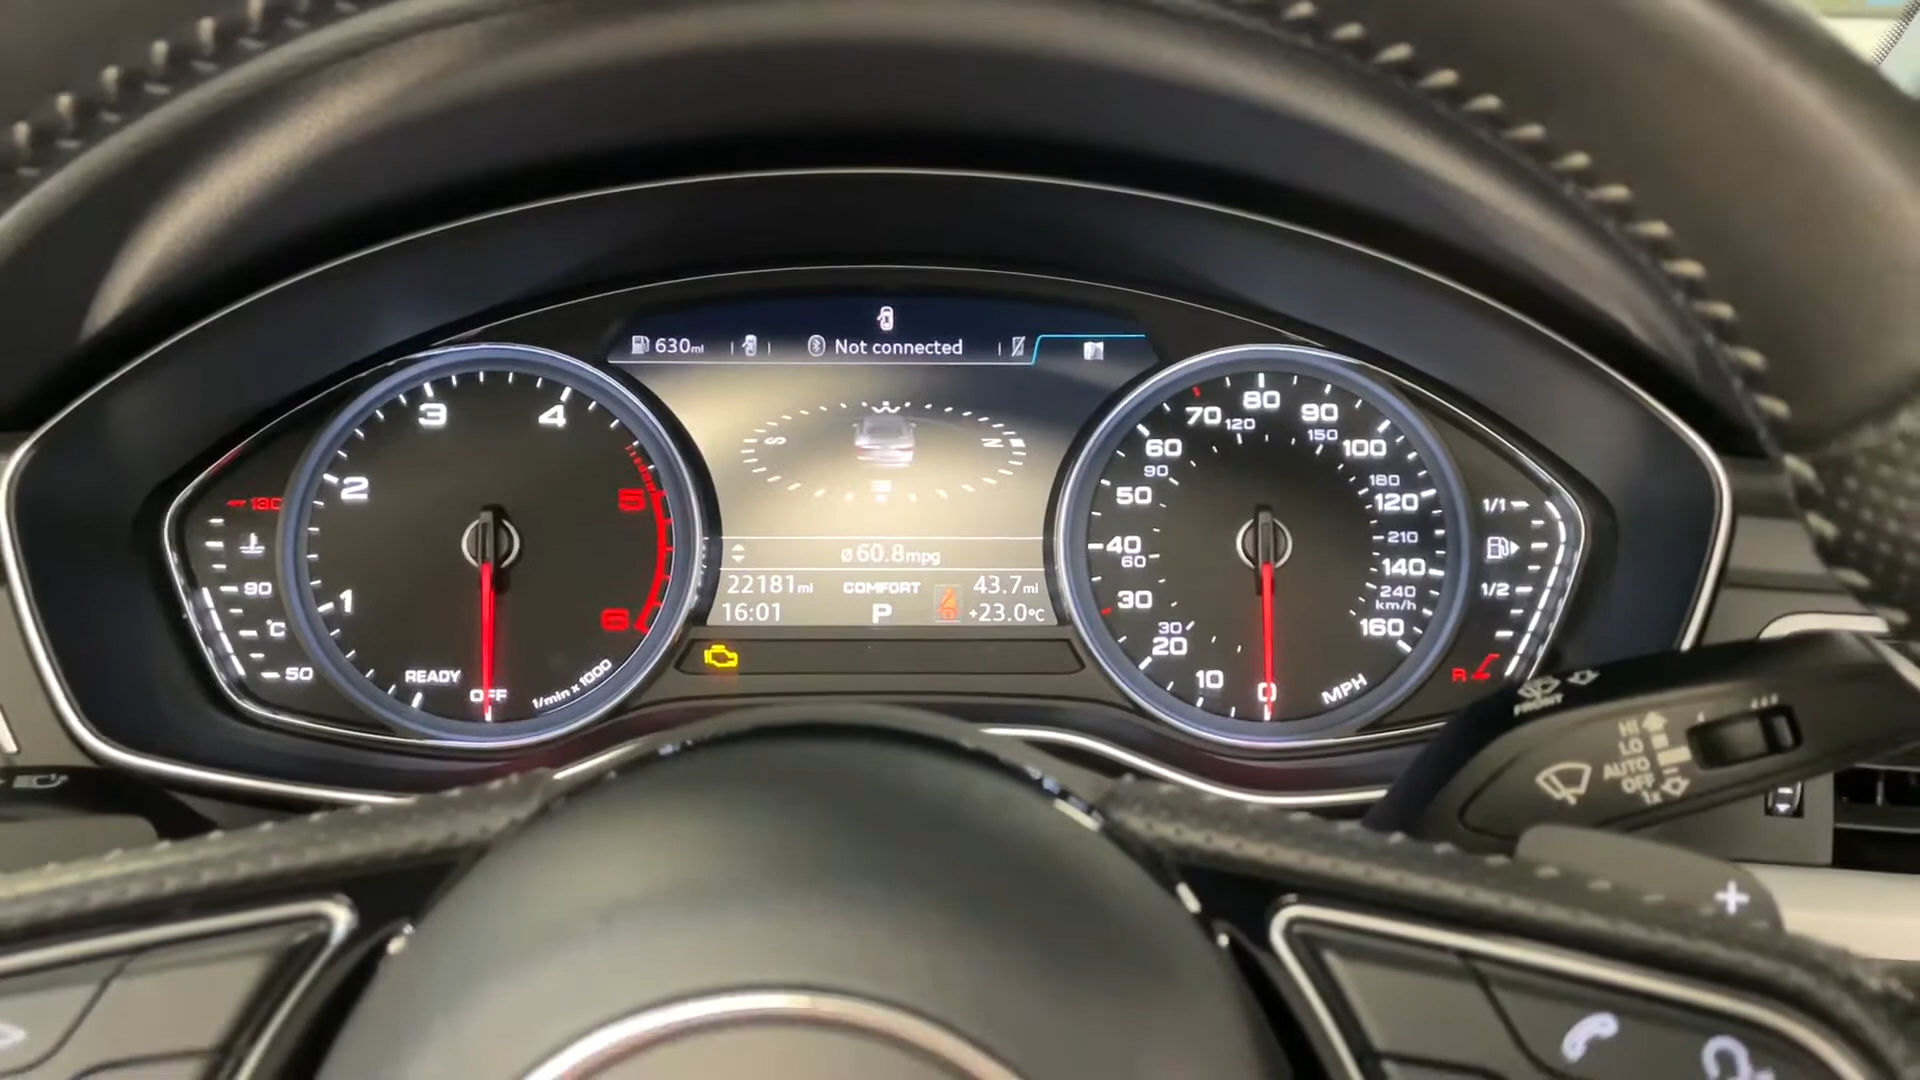 630mi
Not connected
S
W
N
ø60.8mpg
22181mi
COMFORT
43.7mi
16:01
P
+23.0°C
130
90
°C
50
1
2
3
4
5
6
READY
OFF
1/min x 1000
0
10
20
30
40
50
60
70
80
90
100
120
140
160
MPH
30
60
90
120
150
180
210
240
km/h
1/1
1/2
R
FRONT
HI
LO
AUTO
OFF
1x
+